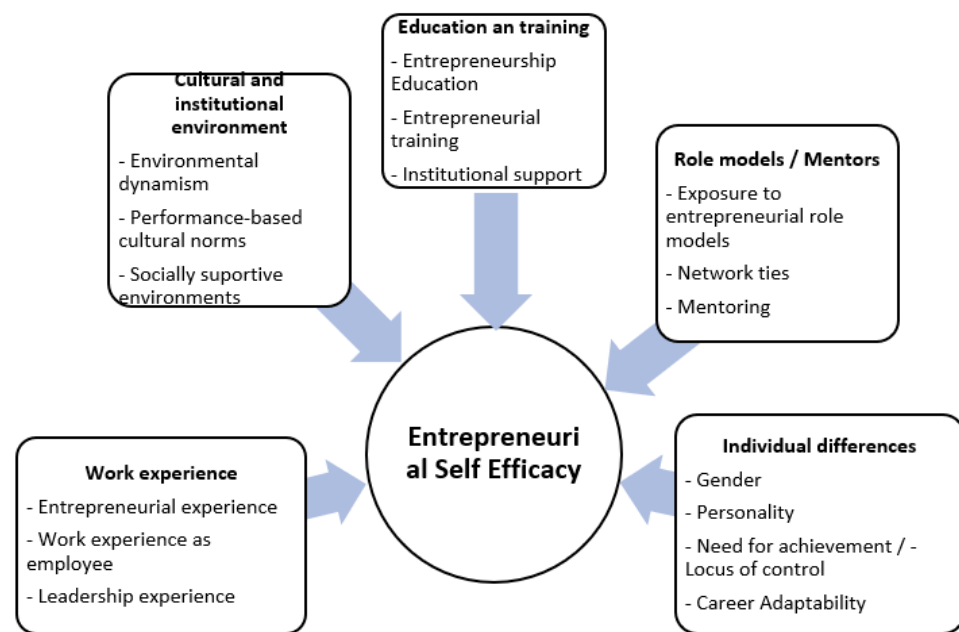 Education an training
- Entrepreneurship
Education
- Entrepreneurial
training
- Institutional support
Cultural and
institutional
environment
- Environmental
dynamism
- Performance-based
cultural norms
- Socially suportive
environments
Role models / Mentors
- Exposure to
entrepreneurial role
models
- Network ties
- Mentoring
Entrepreneuri
al Self Efficacy
Work experience
- Entrepreneurial experience
- Work experience as
employee
- Leadership experience
Individual differences
- Gender
- Personality
- Need for achievement / -
Locus of control
- Career Adaptability